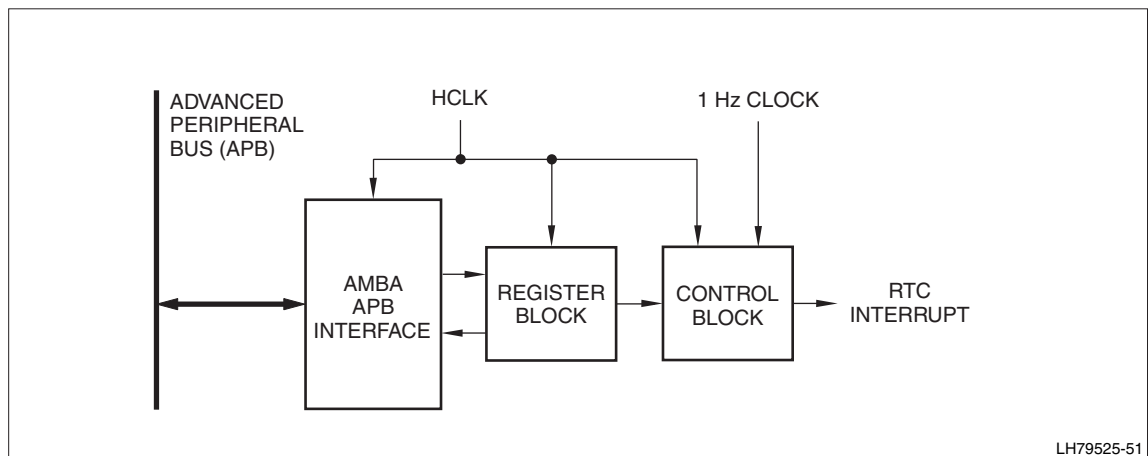 ADVANCED
PERIPHERAL
BUS (APB)
HCLK
1 Hz CLOCK
AMBA
APB
INTERFACE
REGISTER
BLOCK
CONTROL
BLOCK
RTC
INTERRUPT
LH79525-51